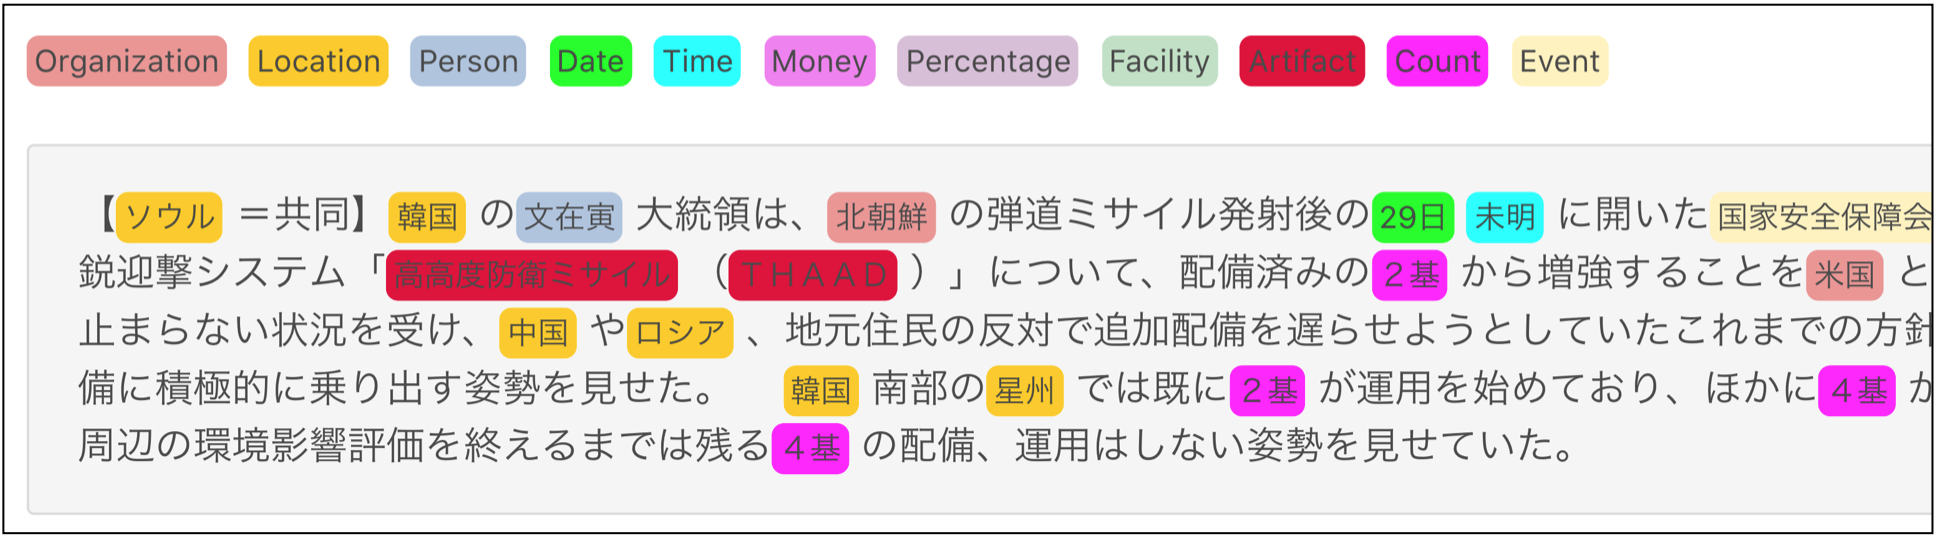 Organization Location Person Date Time Money Percentage Facility Artifact Count Event
【ソウル ＝共同】韓国 の文在寅 大統領は、北朝鮮 の弾道ミサイル発射後の29日 未明 に開いた国家安全保障会
鋭迎撃システム「高高度防衛ミサイル （ＴＨＡＡＤ ）」について、配備済みの２基 から増強することを米国 と
止まらない状況を受け、中国 やロシア 、地元住民の反対で追加配備を遅らせようとしていたこれまでの方針
備に積極的に乗り出す姿勢を見せた。　韓国 南部の星州 では既に２基 が運用を始めており、ほかに４基 が
周辺の環境影響評価を終えるまでは残る４基 の配備、運用はしない姿勢を見せていた。